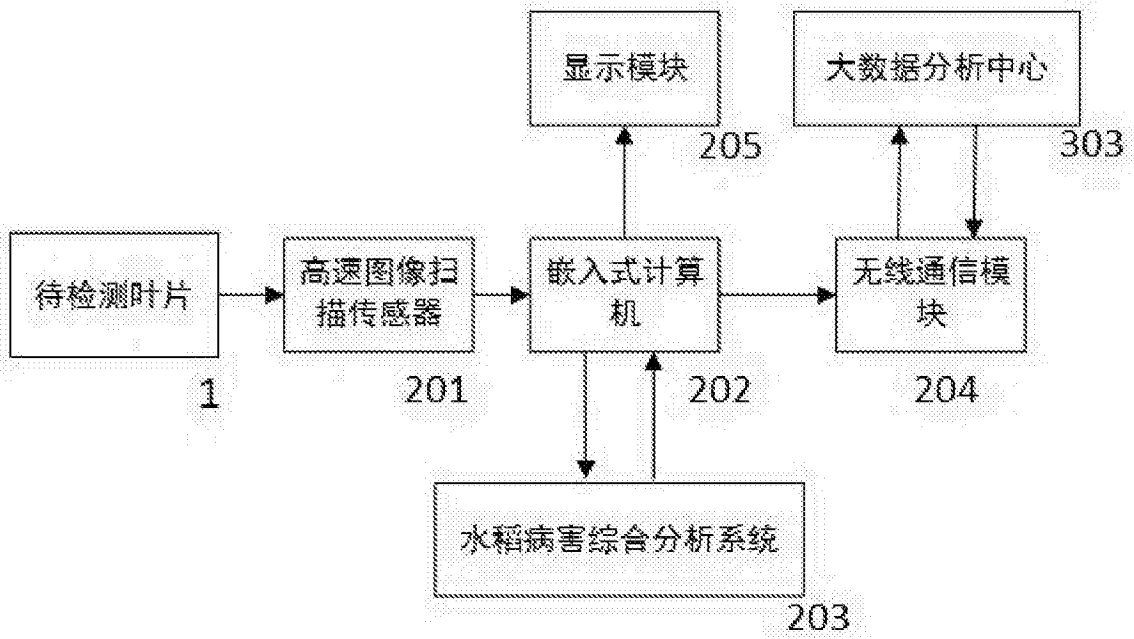 显示模块
205
大数据分析中心
303
待检测叶片
1
高速图像扫
描传感器
201
嵌入式计算
机
202
无线通信模
块
204
水稻病害综合分析系统
203